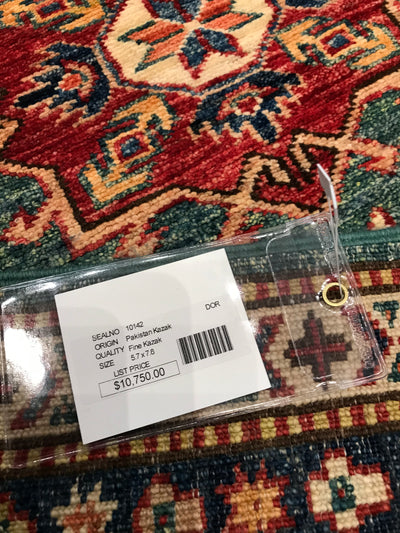 DOR
SEALNO 10142
ORIGIN Pakistan Kazak
QUALITY Fine Kazak
SIZE 5.7 x 7.8
LIST PRICE
$10,750.00